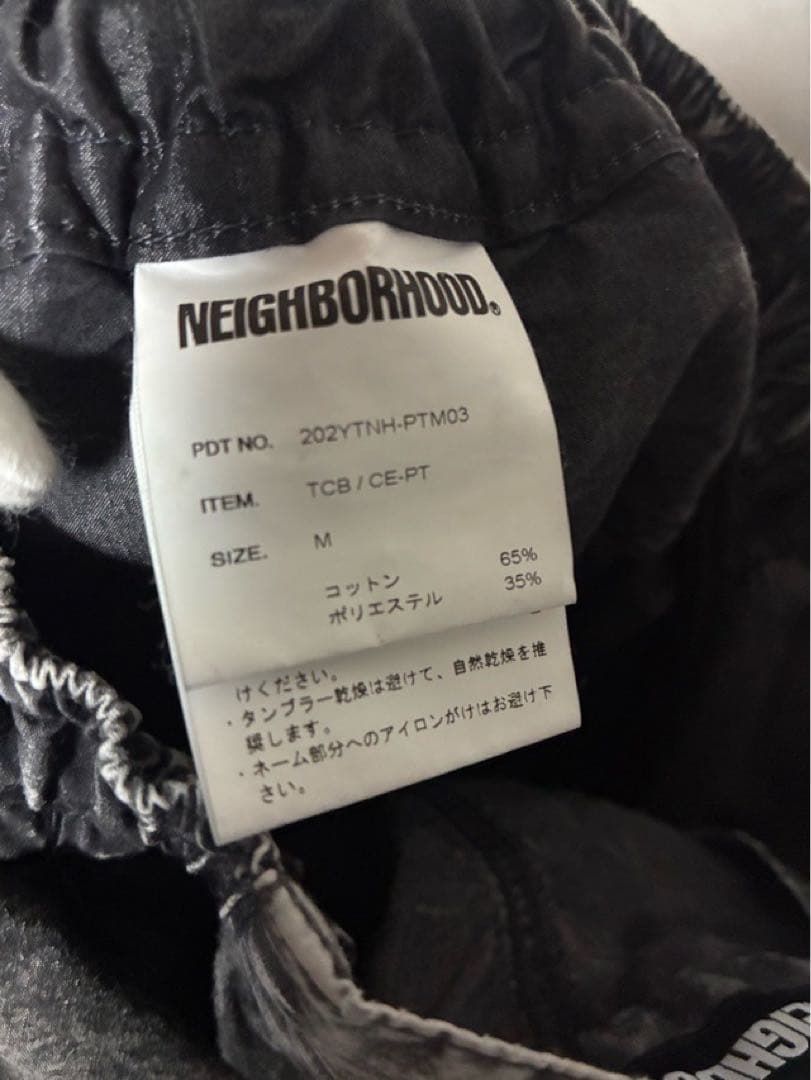 NEIGHBORHOOD®
PDT NO. 202YTNH-PTM03
ITEM. TCB / CE-PT
SIZE. M
コットン 65%
ポリエステル 35%
けください。
・タンブラー乾燥は避けて、自然乾燥を推
奨します。
・ネーム部分へのアイロンがけはお避け下
さい。